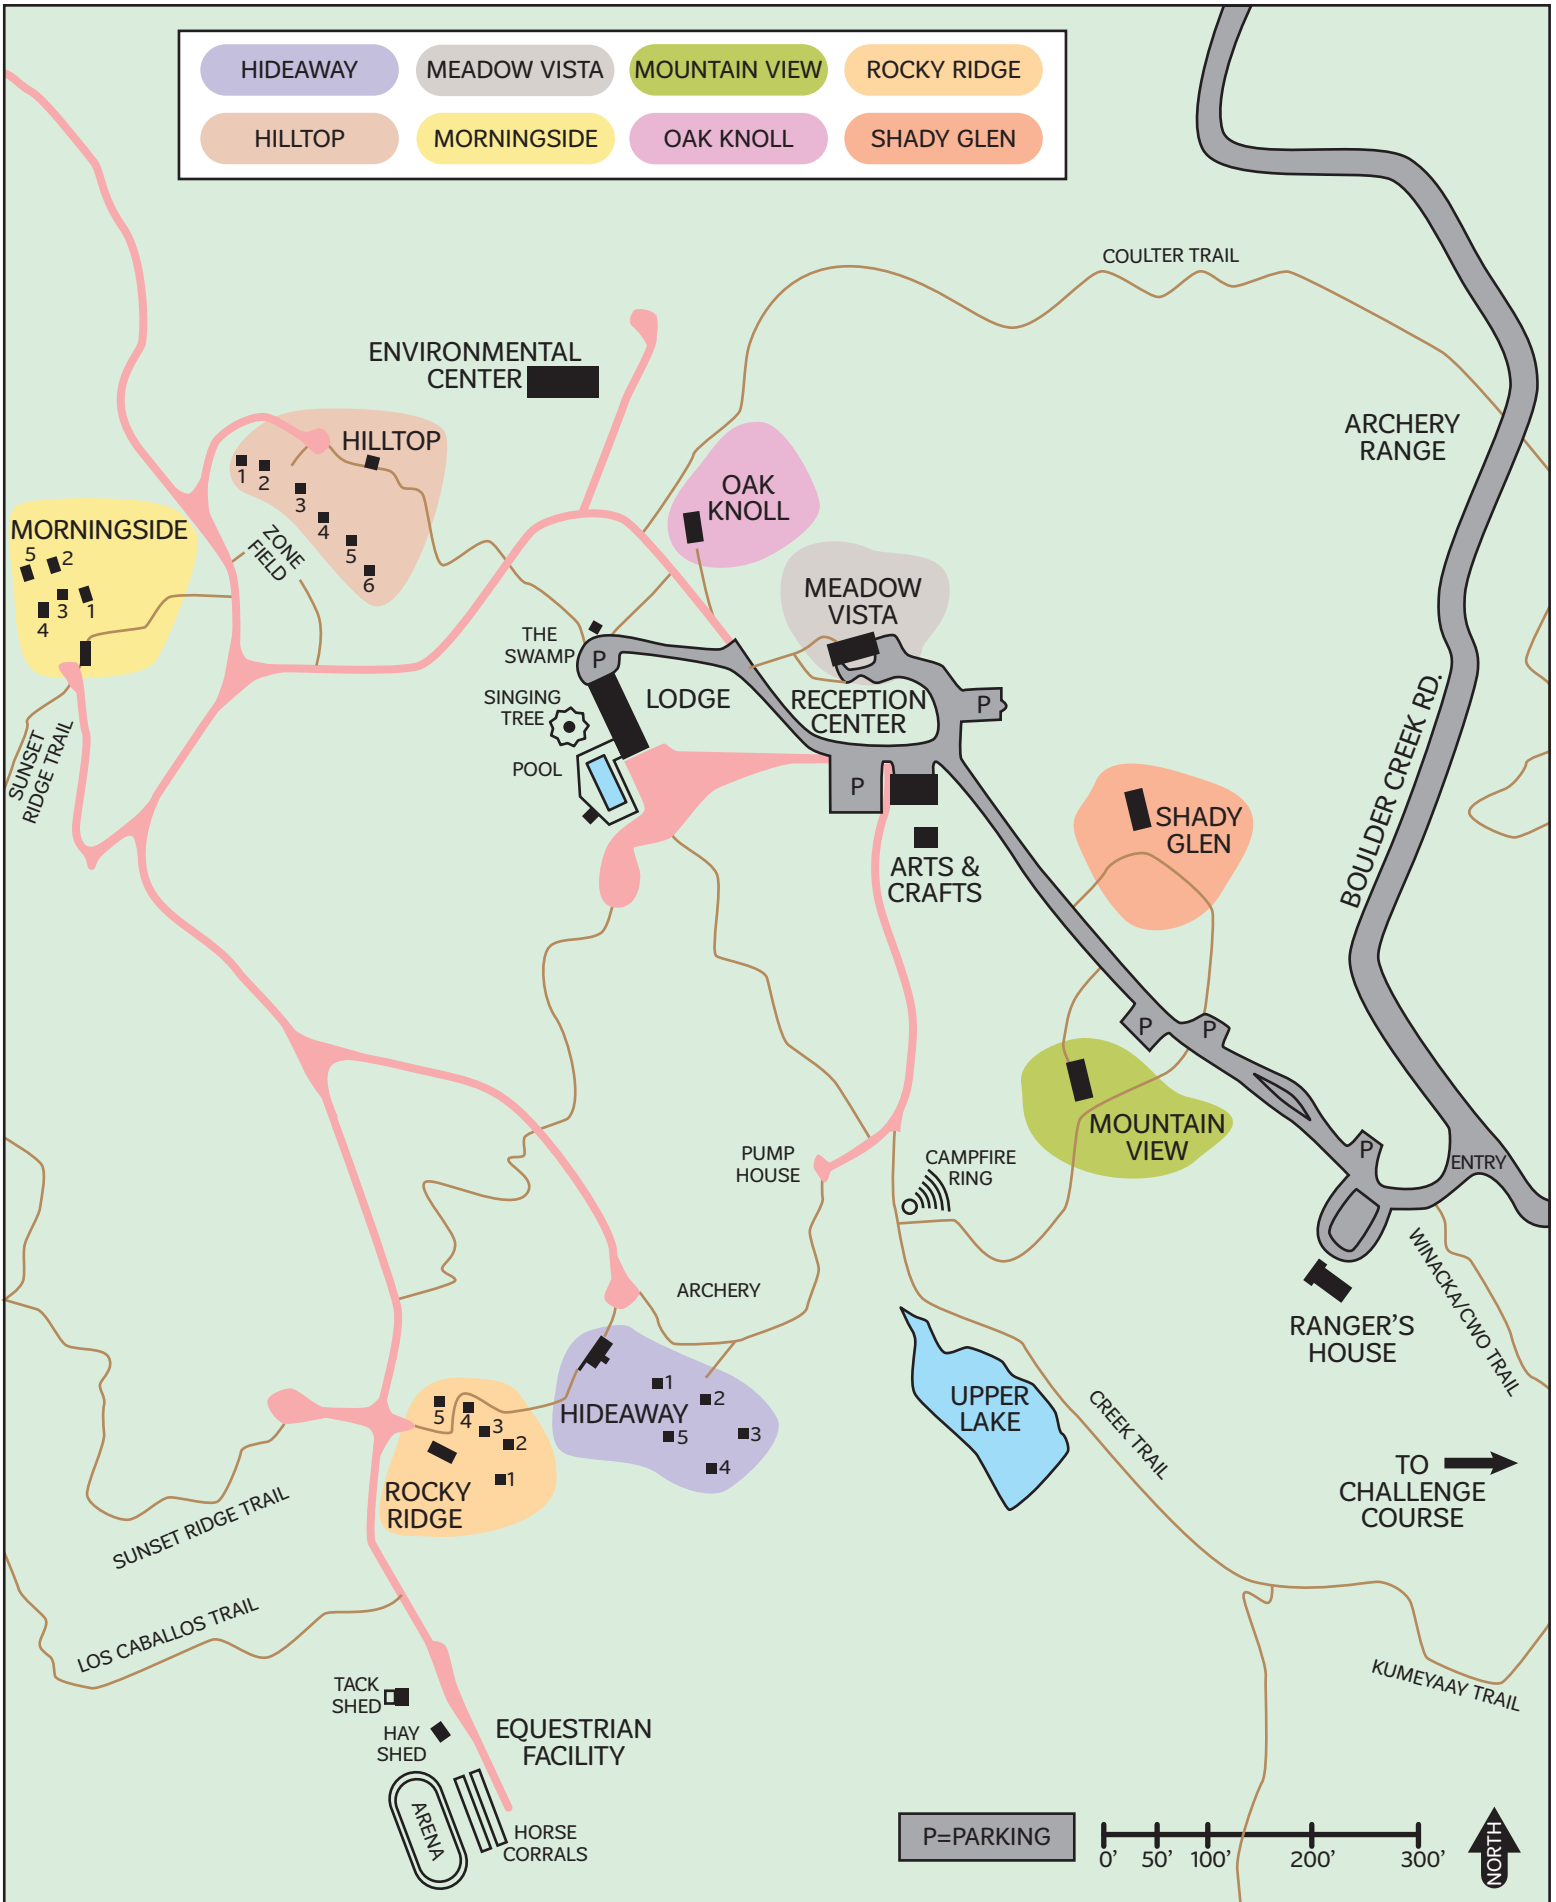 HIDEAWAY
MEADOW VISTA
MOUNTAIN VIEW
ROCKY RIDGE
HILLTOP
MORNINGSIDE
OAK KNOLL
SHADY GLEN
COULTER TRAIL
ENVIRONMENTAL
CENTER
ARCHERY
RANGE
HILLTOP
1
2
3
4
5
6
OAK
KNOLL
MORNINGSIDE
5
2
3
1
4
ZONE
FIELD
MEADOW
VISTA
THE
SWAMP
P
LODGE
SINGING
TREE
RECEPTION
CENTER
P
SUNSET
RIDGE TRAIL
POOL
P
BOULDER CREEK RD.
SHADY
GLEN
ARTS &
CRAFTS
P
P
MOUNTAIN
VIEW
PUMP
HOUSE
CAMPFIRE
RING
P
ENTRY
ARCHERY
RANGER'S
HOUSE
WINACKA/CWO TRAIL
HIDEAWAY
1
2
3
4
5
UPPER
LAKE
CREEK TRAIL
5
4
3
2
1
ROCKY
RIDGE
TO
CHALLENGE
COURSE
SUNSET RIDGE TRAIL
LOS CABALLOS TRAIL
KUMEYAAY TRAIL
TACK
SHED
HAY
SHED
EQUESTRIAN
FACILITY
ARENA
HORSE
CORRALS
P=PARKING
0' 50' 100' 200' 300'
NORTH